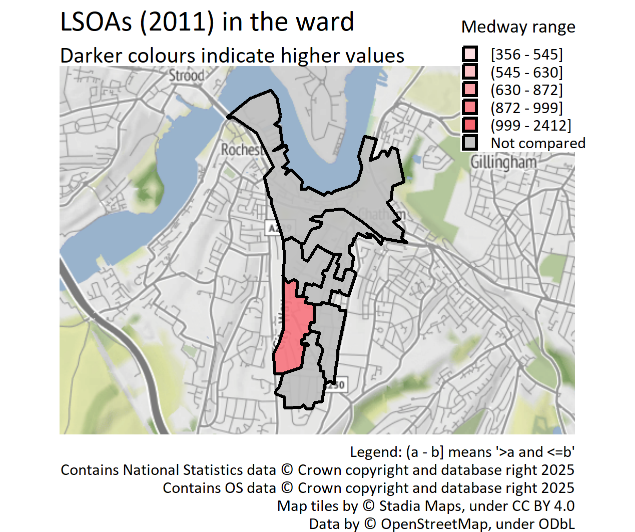 LSOAs (2011) in the ward
Darker colours indicate higher values
Medway range
[356 - 545]
(545 - 630]
(630 - 872]
(872 - 999]
(999 - 2412]
Not compared
Strood
Gillingham
Legend: (a - b] means '>a and <=b'
Contains National Statistics data © Crown copyright and database right 2025
Contains OS data © Crown copyright and database right 2025
Map tiles by © Stadia Maps, under CC BY 4.0
Data by © OpenStreetMap, under ODbL